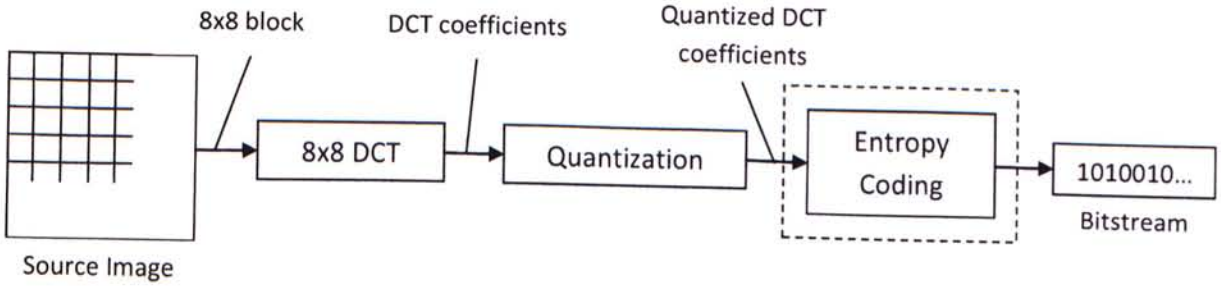 8x8 block
DCT coefficients
Quantized DCT
coefficients
8x8 DCT
Quantization
Entropy
Coding
1010010...
Bitstream
Source Image